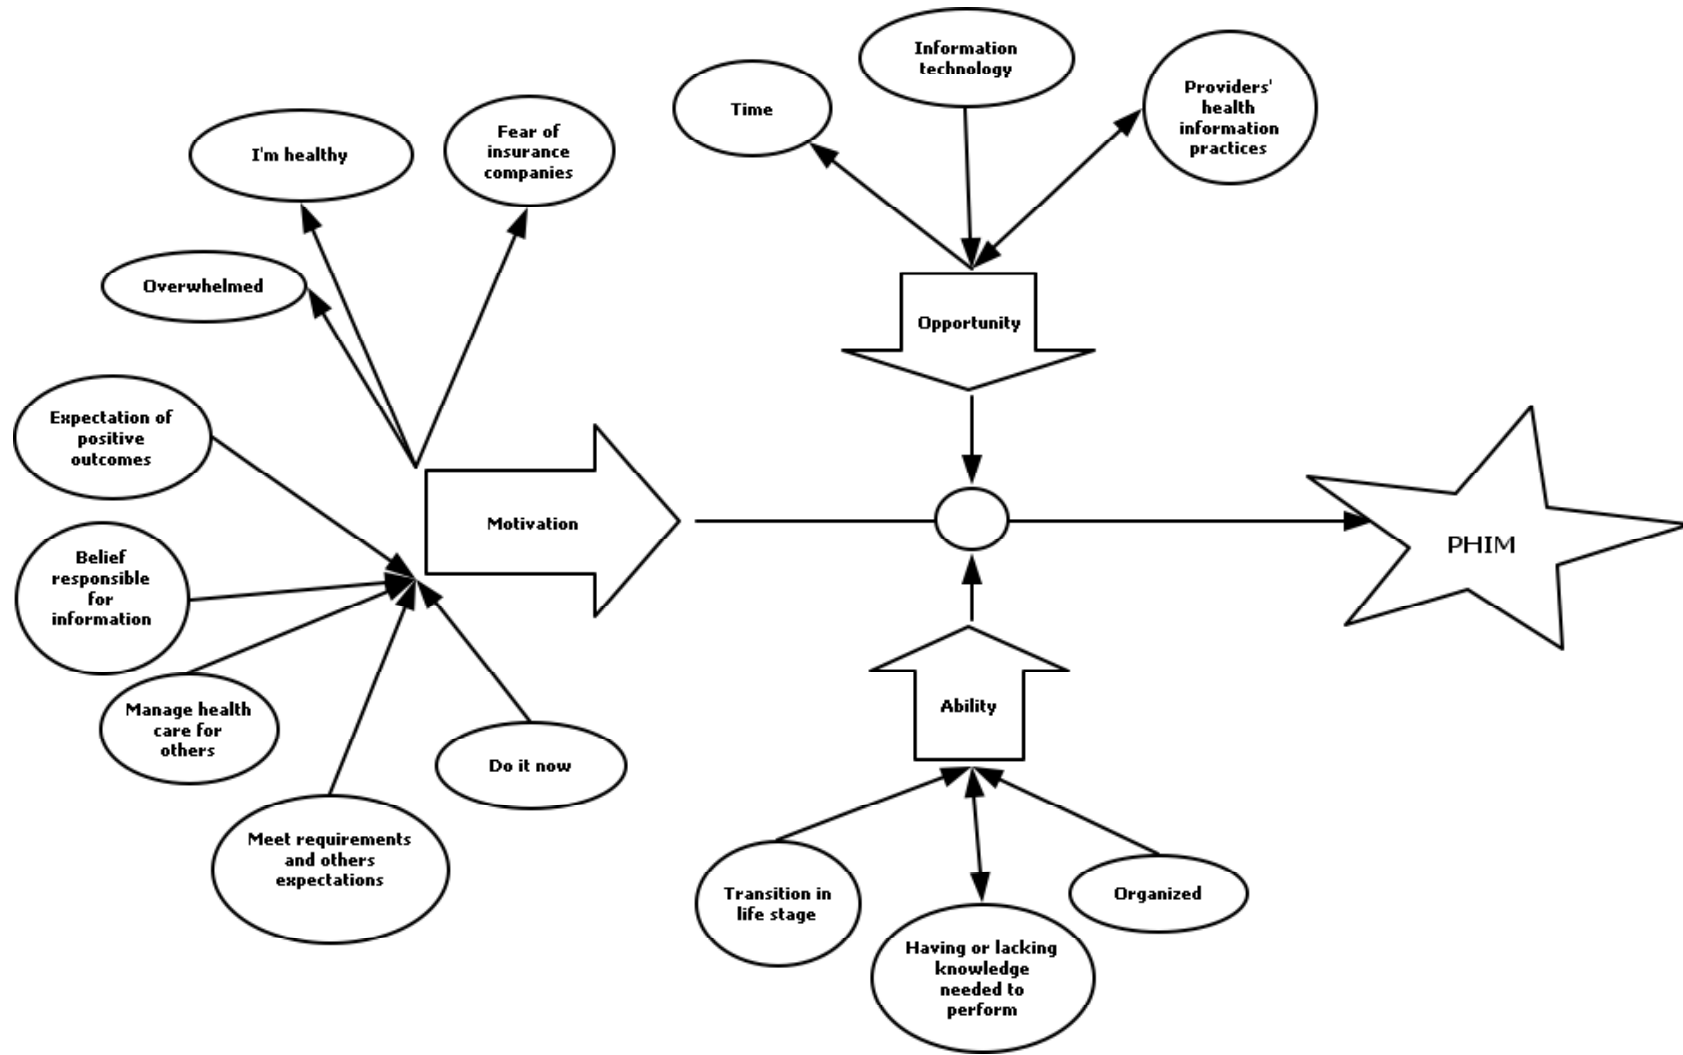 Information
technology
Time
Providers'
health
information
practices
I'm healthy
Fear of
insurance
companies
Overwhelmed
Opportunity
Expectation of
positive
outcomes
Motivation
PHIM
Belief
responsible
for
information
Manage health
care for
others
Ability
Do it now
Meet requirements
and others
expectations
Transition in
life stage
Organized
Having or lacking
knowledge
needed to
perform